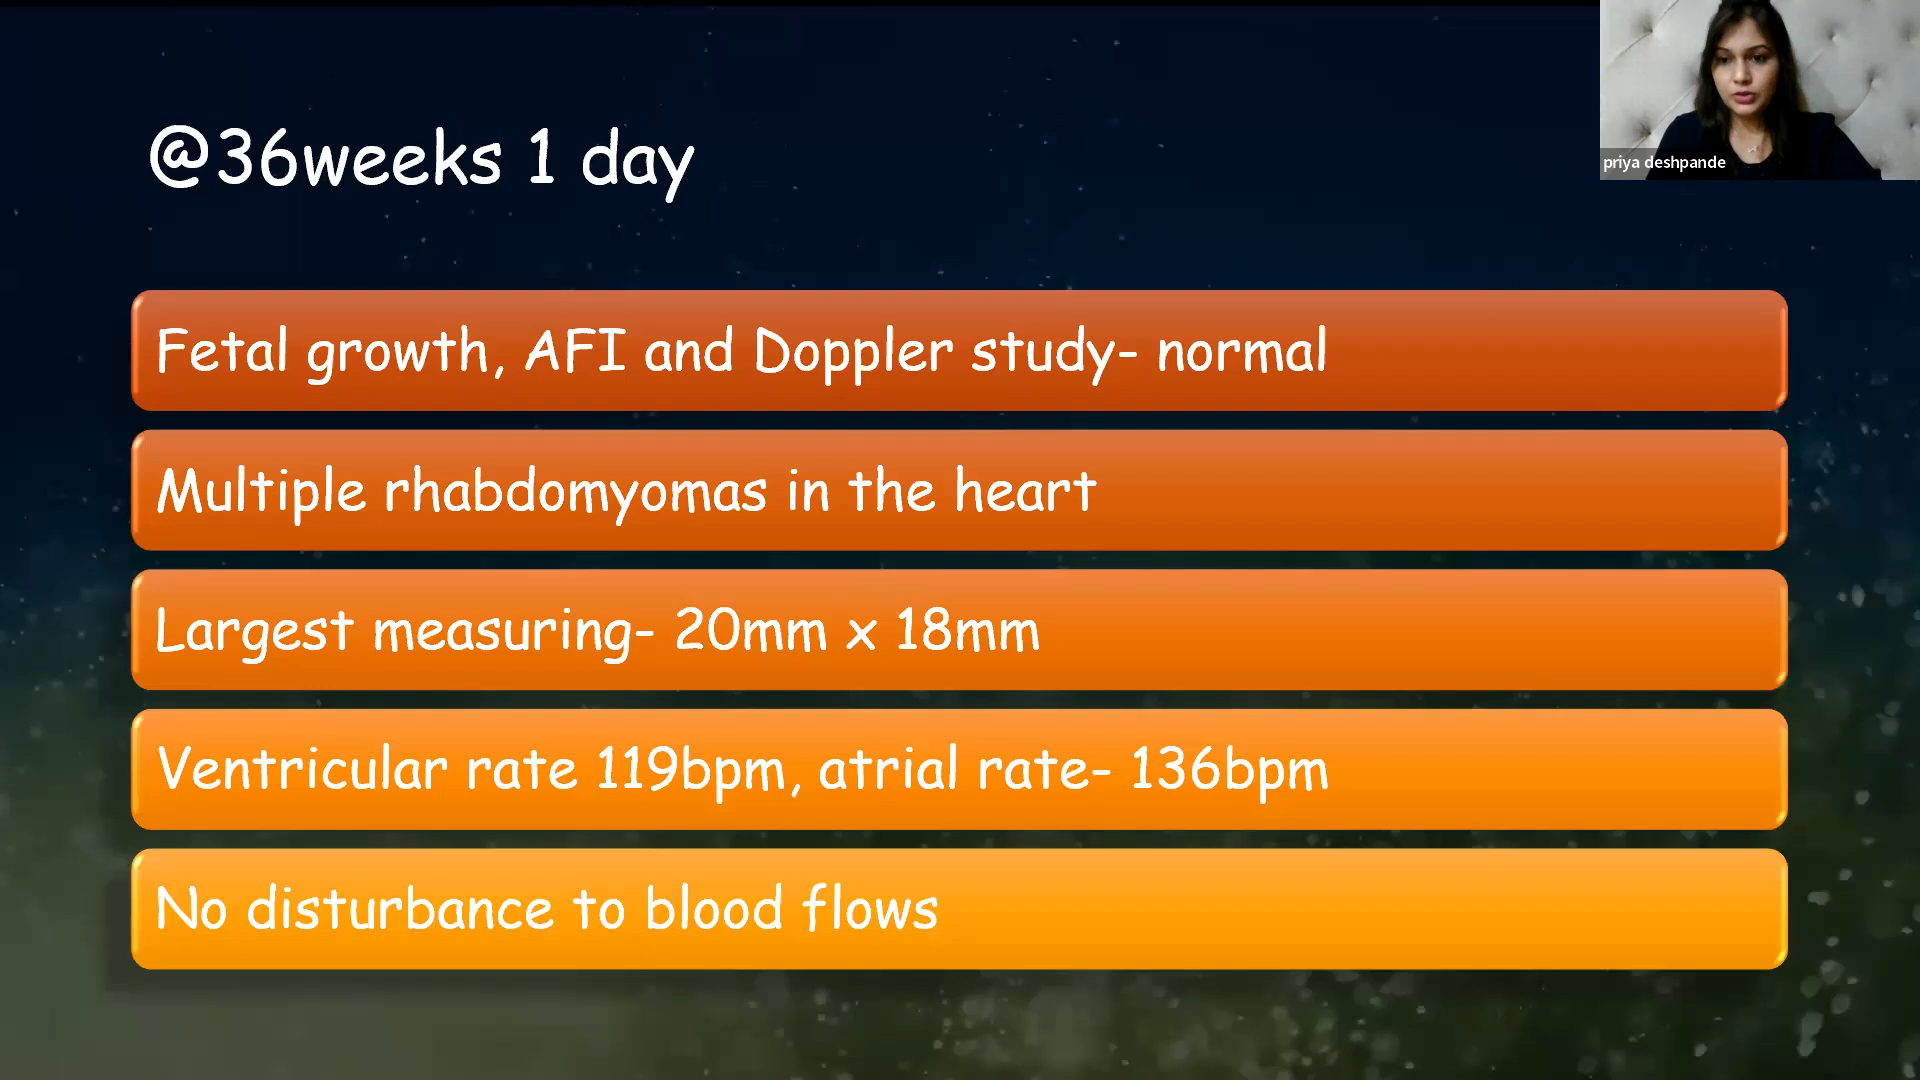 @36weeks 1 day
priya deshpande
Fetal growth, AFI and Doppler study- normal
Multiple rhabdomyomas in the heart
Largest measuring- 20mm x 18mm
Ventricular rate 119bpm, atrial rate- 136bpm
No disturbance to blood flows